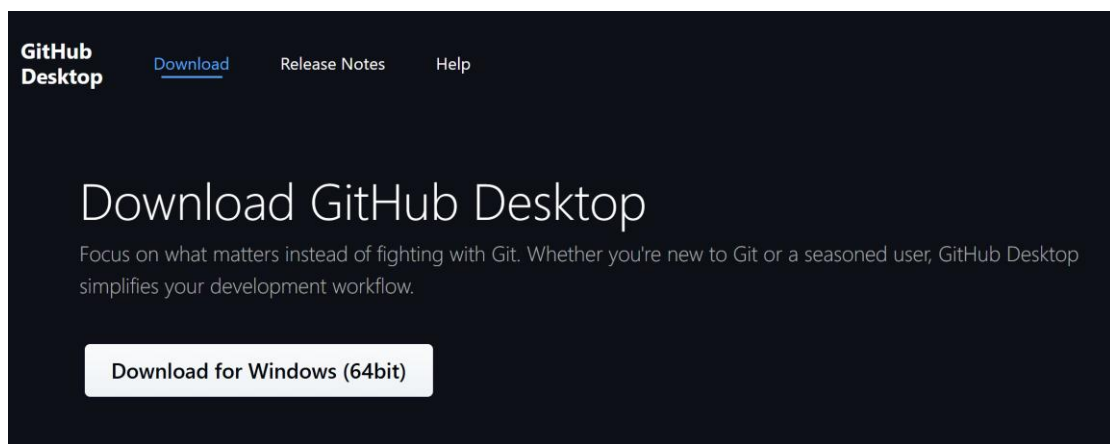 GitHub
Desktop
Download
Release Notes
Help
Download GitHub Desktop
Focus on what matters instead of fighting with Git. Whether you're new to Git or a seasoned user, GitHub Desktop
simplifies your development workflow.
Download for Windows (64bit)